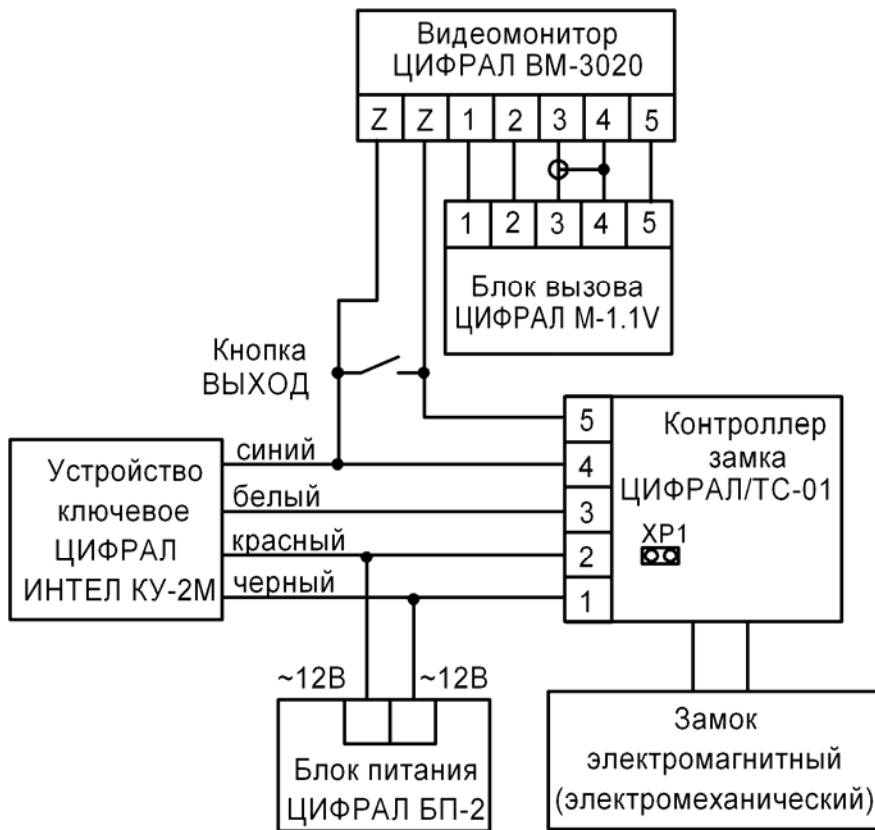 Видеомонитор
ЦИФРАЛ ВМ-3020
Z Z 1 2 3 4 5
1 2 3 4 5
Блок вызова
ЦИФРАЛ М-1.1V
Кнопка
ВЫХОД
Устройство
ключевое
ЦИФРАЛ
ИНТЕЛ КУ-2М
синий
белый
красный
черный
5
4
3
2
1
Контроллер
замка
ЦИФРАЛ/ТС-01
XP1
~12В ~12В
Блок питания
ЦИФРАЛ БП-2
Замок
электромагнитный
(электромеханический)